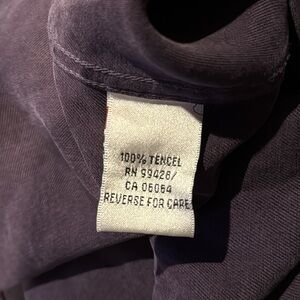 100% TENCEL
RN 99426/
CA 06064
REVERSE FOR CARE